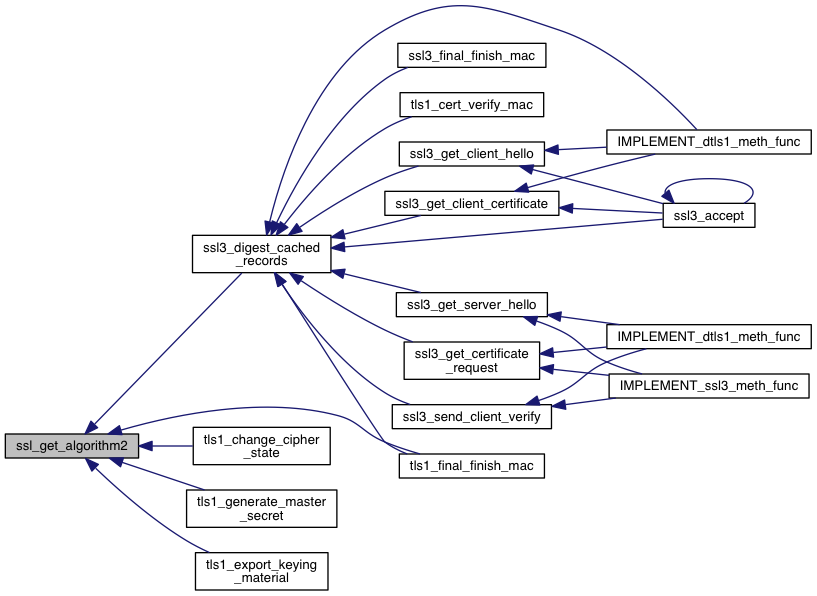 ssl3_final_finish_mac
tls1_cert_verify_mac
IMPLEMENT_dtls1_meth_func
ssl3_get_client_hello
ssl3_get_client_certificate
ssl3_accept
ssl3_digest_cached
_records
ssl3_get_server_hello
IMPLEMENT_dtls1_meth_func
ssl3_get_certificate
_request
IMPLEMENT_ssl3_meth_func
ssl3_send_client_verify
ssl_get_algorithm2
tls1_change_cipher
_state
tls1_final_finish_mac
tls1_generate_master
_secret
tls1_export_keying
_material